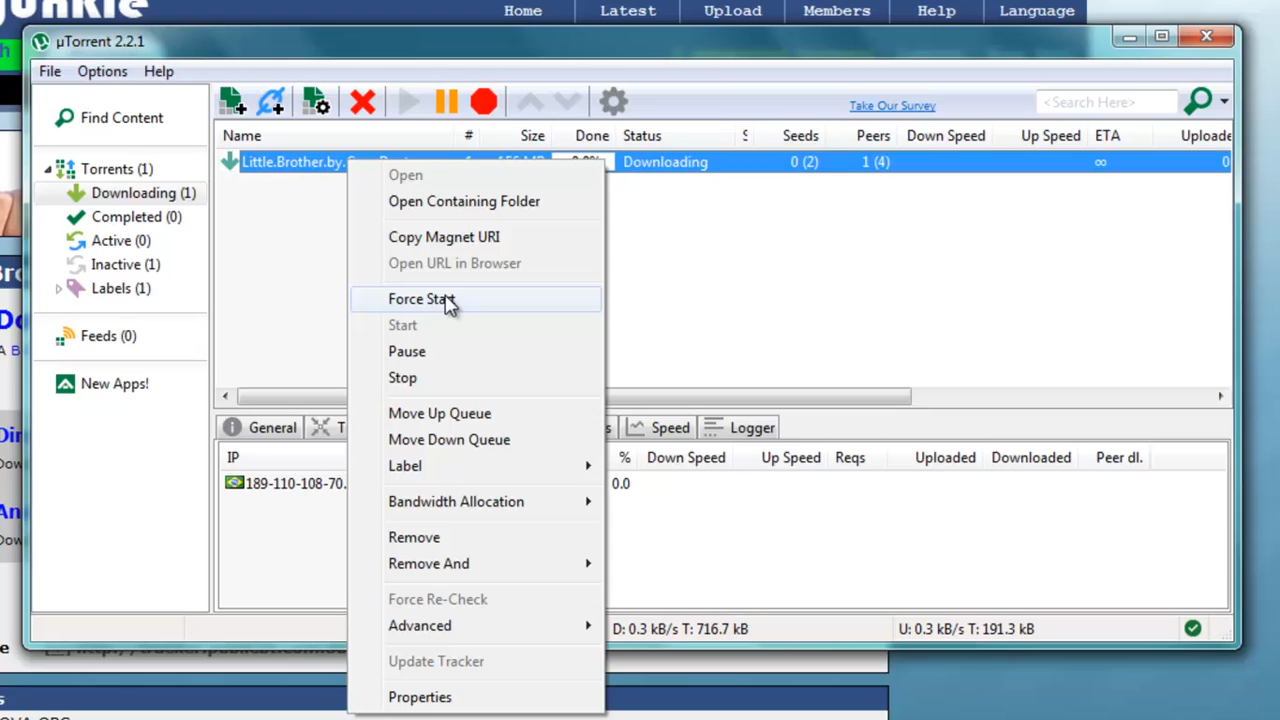 junkie
Home Latest Upload Members Help Language
µTorrent 2.2.1
File Options Help
Take Our Survey <Search Here>
Find Content
Torrents (1)
Downloading (1)
Completed (0)
Active (0)
Inactive (1)
Labels (1)
Feeds (0)
New Apps!
Name # Size Done Status S Seeds Peers Down Speed Up Speed ETA Uploade
Little.Brother.by. Downloading 0 (2) 1 (4) ∞ 0
Open
Open Containing Folder
Copy Magnet URI
Open URL in Browser
Force Start
Start
Pause
Stop
Move Up Queue
Move Down Queue
Label
Bandwidth Allocation
Remove
Remove And
Force Re-Check
Advanced
Update Tracker
Properties
General T s Speed Logger
IP % Down Speed Up Speed Reqs Uploaded Downloaded Peer dl.
189-110-108-70. 0.0
D: 0.3 kB/s T: 716.7 kB U: 0.3 kB/s T: 191.3 kB